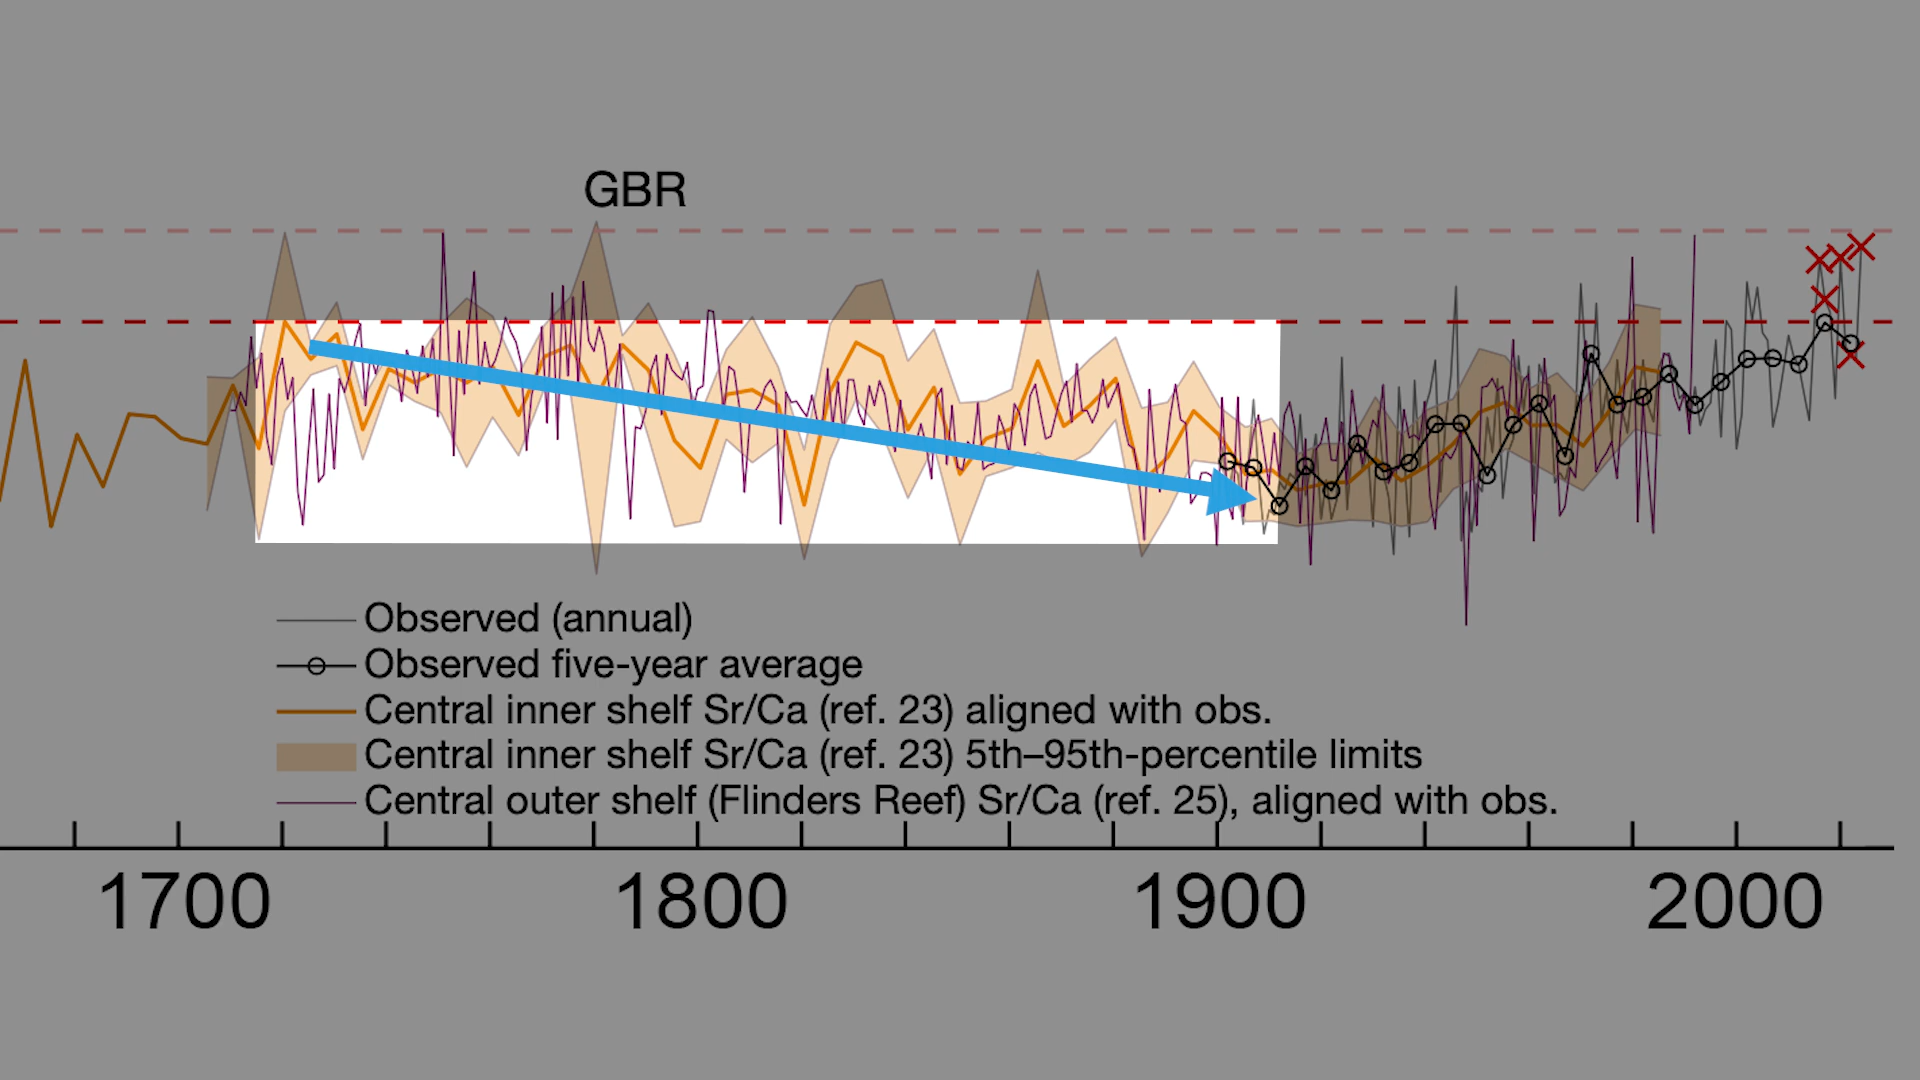 GBR
Observed (annual)
Observed five-year average
Central inner shelf Sr/Ca (ref. 23) aligned with obs.
Central inner shelf Sr/Ca (ref. 23) 5th–95th-percentile limits
Central outer shelf (Flinders Reef) Sr/Ca (ref. 25), aligned with obs.
1700 1800 1900 2000